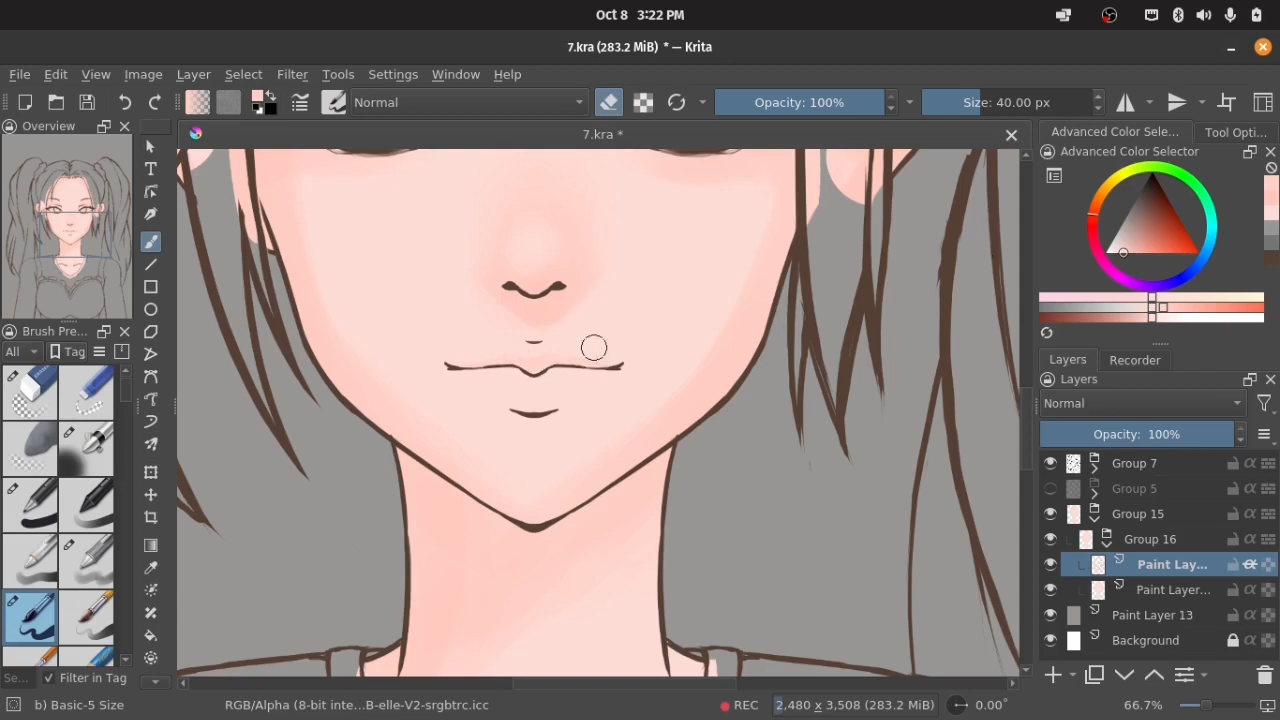 Oct 8 3:22 PM
7.kra (283.2 MiB) * — Krita
File Edit View Image Layer Select Filter Tools Settings Window Help
Normal
Opacity: 100%
Size: 40.00 px
Overview
7.kra *
Advanced Color Sele...
Tool Opti...
Advanced Color Selector
Brush Pre...
All
Tag
Layers
Recorder
Layers
Normal
Opacity: 100%
Group 7
Group 5
Group 15
Group 16
Paint Lay...
Paint Layer...
Paint Layer 13
Background
Se...
Filter in Tag
b) Basic-5 Size
RGB/Alpha (8-bit inte...B-elle-V2-srgbtrc.icc
REC
2,480 x 3,508 (283.2 MiB)
0.00°
66.7%